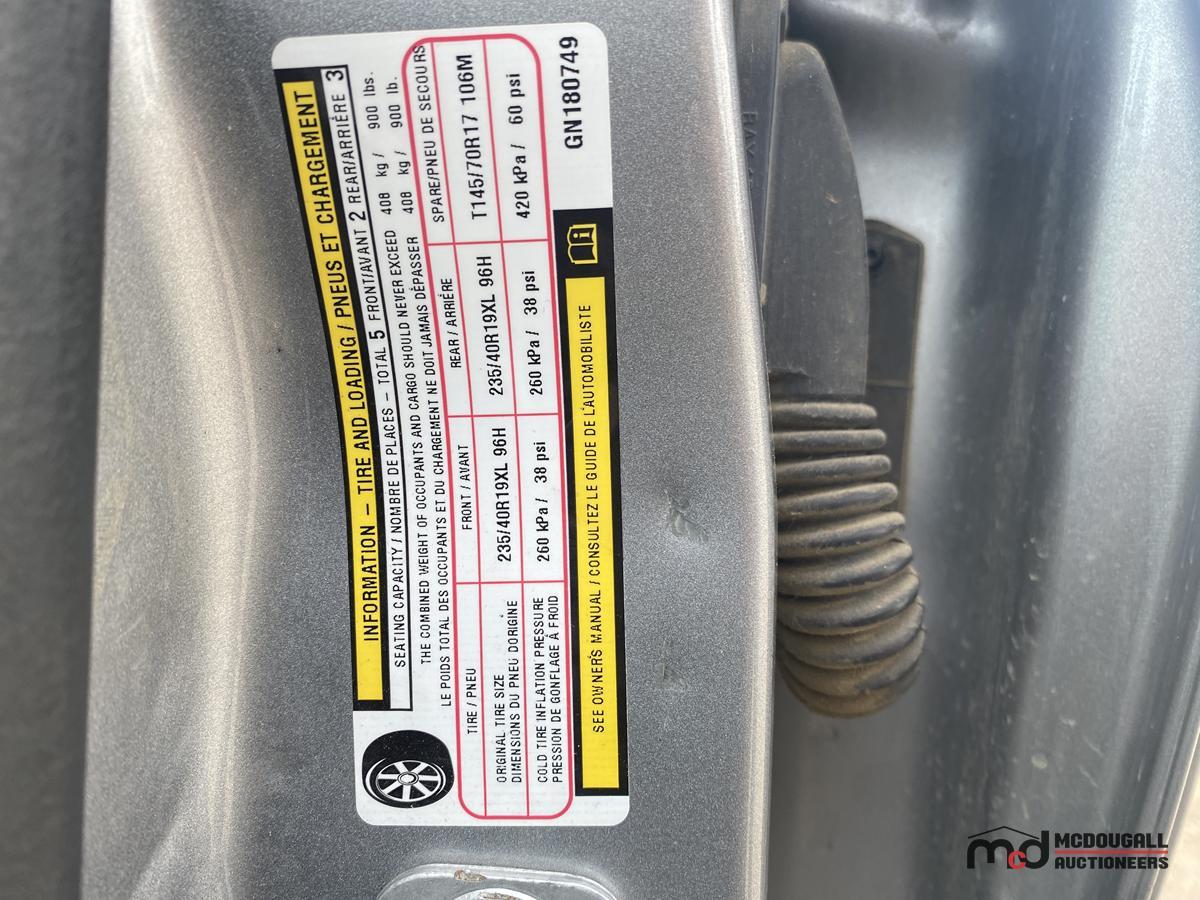 INFORMATION – TIRE AND LOADING / PNEUS ET CHARGEMENT
SEATING CAPACITY / NOMBRE DE PLACES – TOTAL 5 FRONT/AVANT 2 REAR/ARRIÈRE 3
THE COMBINED WEIGHT OF OCCUPANTS AND CARGO SHOULD NEVER EXCEED 408 kg / 900 lbs.
LE POIDS TOTAL DES OCCUPANTS ET DU CHARGEMENT NE DOIT JAMAIS DÉPASSER 408 kg / 900 lb.
TIRE / PNEU FRONT / AVANT REAR / ARRIÉRE SPARE/PNEU DE SECOURS
ORIGINAL TIRE SIZE
DIMENSIONS DU PNEU DORIGINE
235/40R19XL 96H 235/40R19XL 96H T145/70R17 106M
COLD TIRE INFLATION PRESSURE
PRESSION DE GONFLAGE À FROID
260 kPa / 38 psi 260 kPa / 38 psi 420 kPa / 60 psi
SEE OWNER'S MANUAL / CONSULTEZ LE GUIDE DE L'AUTOMOBILISTE
GN180749
mcd MCDOUGALL
AUCTIONEERS